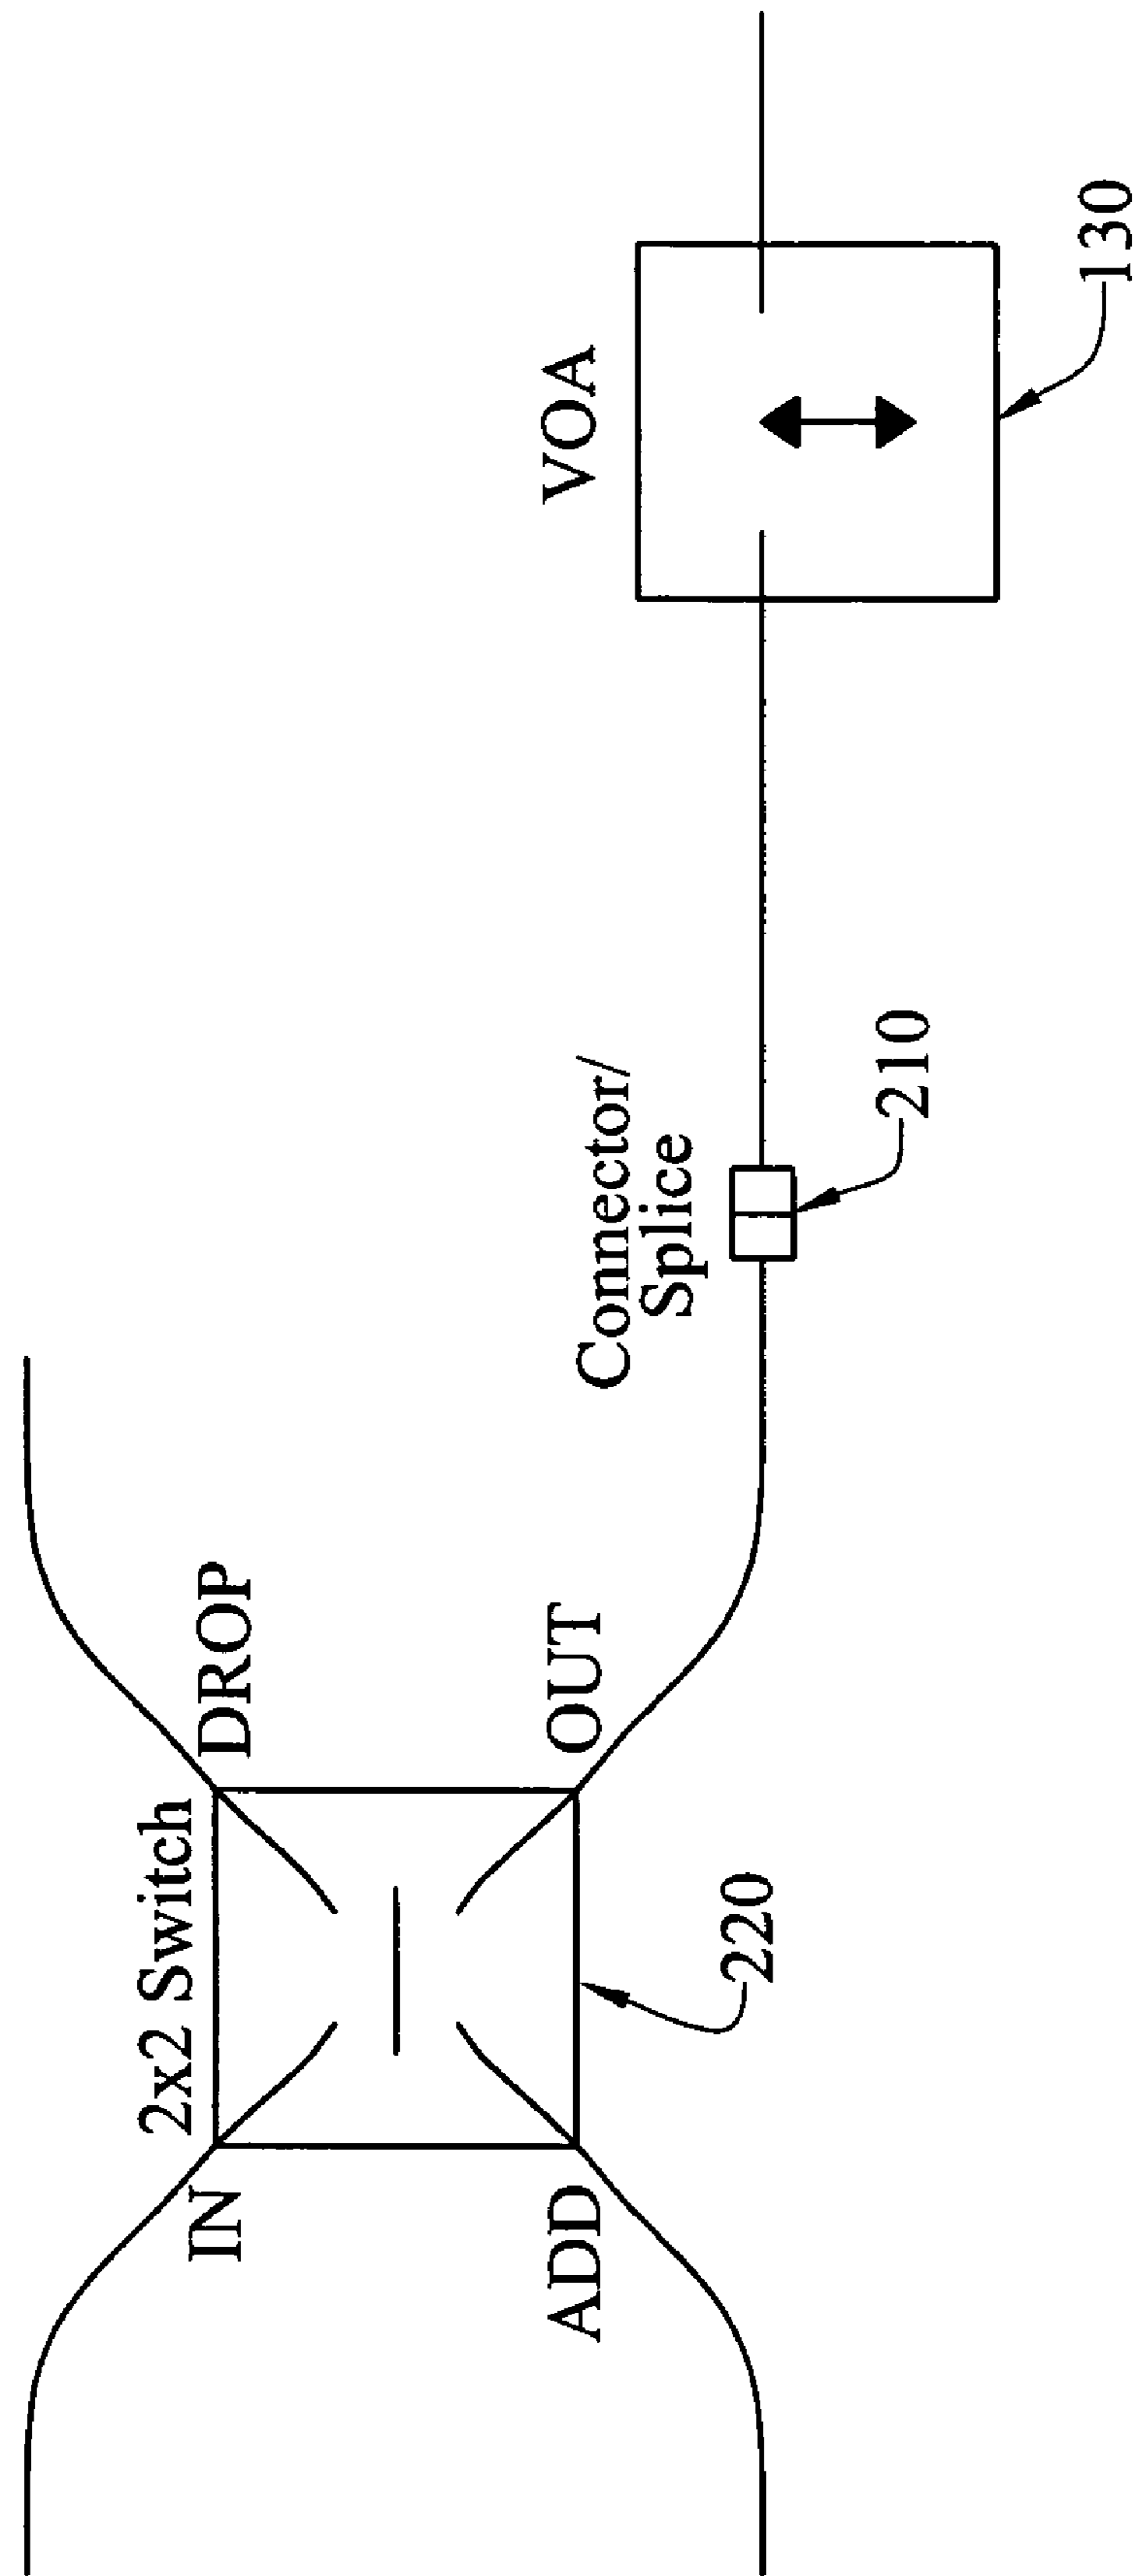 2x2 Switch
IN
DROP
ADD
OUT
220
Connector/
Splice
210
VOA
130